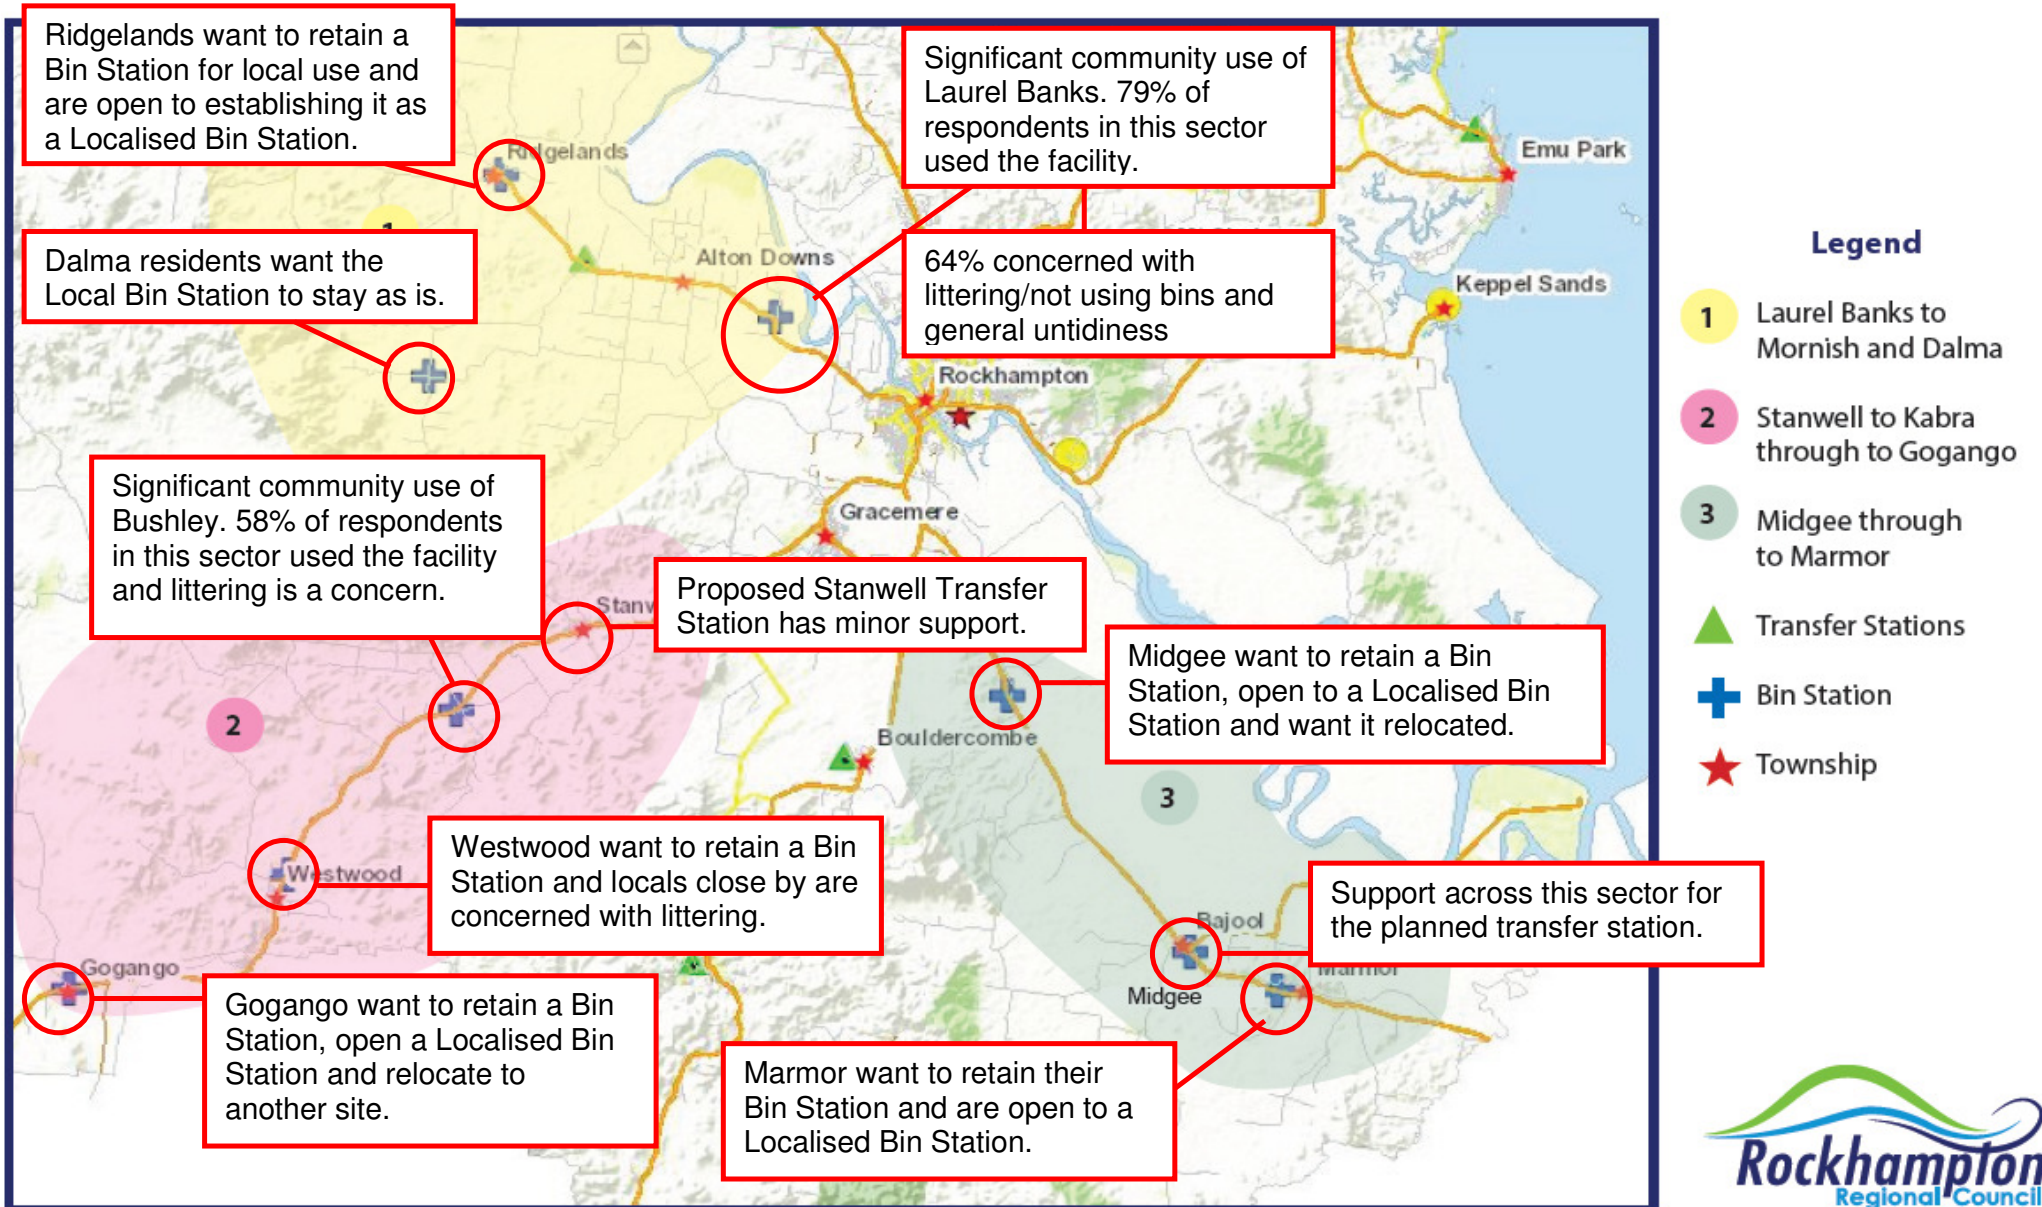 Ridgelands want to retain a
Bin Station for local use and
are open to establishing it as
a Localised Bin Station.
Significant community use of
Laurel Banks. 79% of
respondents in this sector
used the facility.
Ridgelands
Emu Park
Dalma residents want the
Local Bin Station to stay as is.
Alton Downs
64% concerned with
littering/not using bins and
general untidiness
Keppel Sands
Rockhampton
Significant community use of
Bushley. 58% of respondents
in this sector used the facility
and littering is a concern.
Gracemere
Stanw
Proposed Stanwell Transfer
Station has minor support.
Midgee want to retain a Bin
Station, open to a Localised Bin
Station and want it relocated.
2
Bouldercombe
3
Westwood
Westwood want to retain a Bin
Station and locals close by are
concerned with littering.
Support across this sector for
the planned transfer station.
Bajool
Marmor
Midgee
Gogango
Gogango want to retain a Bin
Station, open a Localised Bin
Station and relocate to
another site.
Marmor want to retain their
Bin Station and are open to a
Localised Bin Station.
Legend
1 Laurel Banks to
Mornish and Dalma
2 Stanwell to Kabra
through to Gogango
3 Midgee through
to Marmor
Transfer Stations
Bin Station
Township
Rockhampton
Regional Council